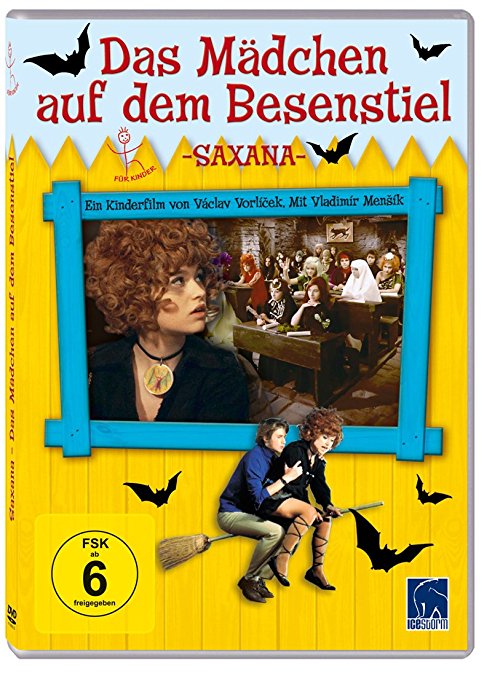 Das Mädchen
auf dem Besenstiel
-SAXANA-
FÜR KINDER
Ein Kinderfilm von Václav Vorlíček, Mit Vladimír Menšík
Saxana - Das Mädchen auf dem Besenstiel
FSK
ab
6
freigegeben
icestorm